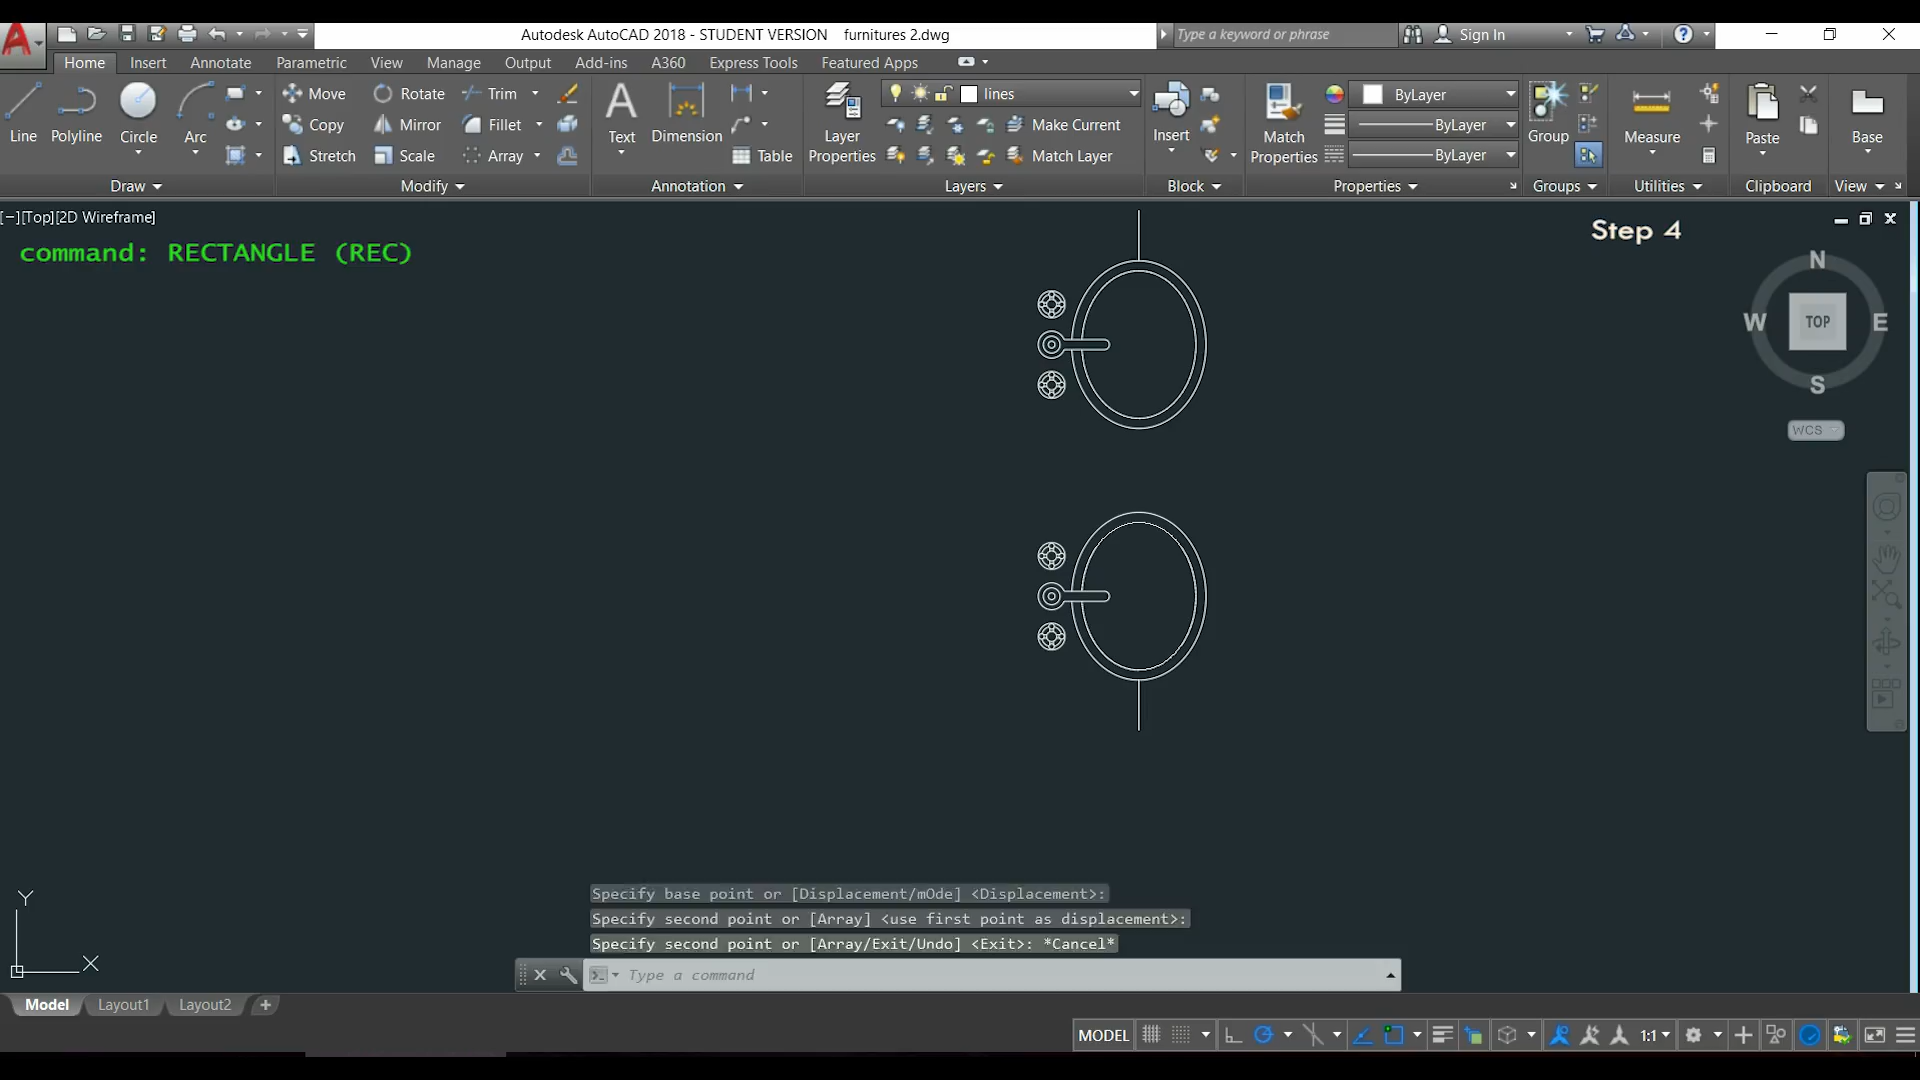 Autodesk AutoCAD 2018 - STUDENT VERSION furnitures 2.dwg
Type a keyword or phrase
Sign In
Home Insert Annotate Parametric View Manage Output Add-ins A360 Express Tools Featured Apps
Line Polyline Circle Arc
Move Rotate Trim
Copy Mirror Fillet
Stretch Scale Array
Text Dimension Table
Layer Properties
lines
Make Current
Match Layer
Insert
Match Properties
ByLayer
ByLayer
ByLayer
Group Measure Paste Base
Draw Modify Annotation Layers Block Properties Groups Utilities Clipboard View
[−][Top][2D Wireframe]
command: RECTANGLE (REC)
Step 4
N
W TOP E
S
WCS
Y
X
Specify base point or [Displacement/mOde] <Displacement>:
Specify second point or [Array] <use first point as displacement>:
Specify second point or [Array/Exit/Undo] <Exit>: *Cancel*
Type a command
Model Layout1 Layout2 +
MODEL 1:1